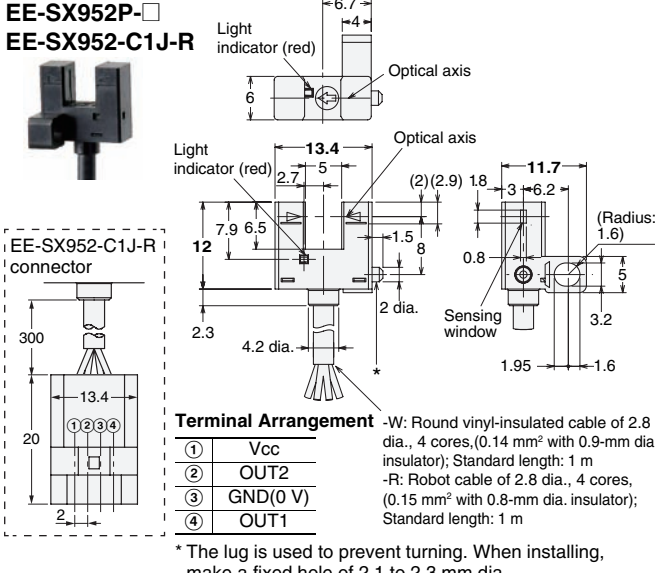 EE-SX952P-□
EE-SX952-C1J-R
Light
indicator (red)
6.7
4
Optical axis
6
Light
indicator (red)
13.4
5
2.7
Optical axis
(2) (2.9)
7.9 6.5
12
1.5
8
2.3
4.2 dia.
2 dia.
*
11.7
1.8 3 6.2
(Radius:
1.6)
0.8
5
3.2
Sensing
window
1.95 1.6
EE-SX952-C1J-R
connector
300
13.4
① ② ③ ④
20
2
Terminal Arrangement
① Vcc
② OUT2
③ GND(0 V)
④ OUT1
-W: Round vinyl-insulated cable of 2.8
dia., 4 cores,(0.14 mm² with 0.9-mm dia
insulator); Standard length: 1 m
-R: Robot cable of 2.8 dia., 4 cores,
(0.15 mm² with 0.8-mm dia. insulator);
Standard length: 1 m
* The lug is used to prevent turning. When installing,
make a fixed hole of 2.1 to 2.3 mm dia.